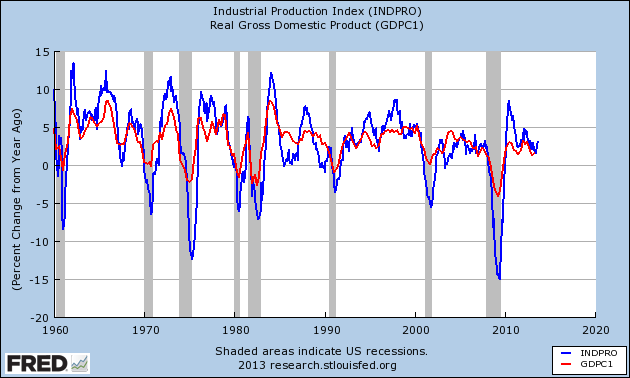 Industrial Production Index (INDPRO)
Real Gross Domestic Product (GDPC1)
(Percent Change from Year Ago)
15
10
5
0
-5
-10
-15
-20
1960 1970 1980 1990 2000 2010 2020
Shaded areas indicate US recessions.
2013 research.stlouisfed.org
FRED
INDPRO
GDPC1